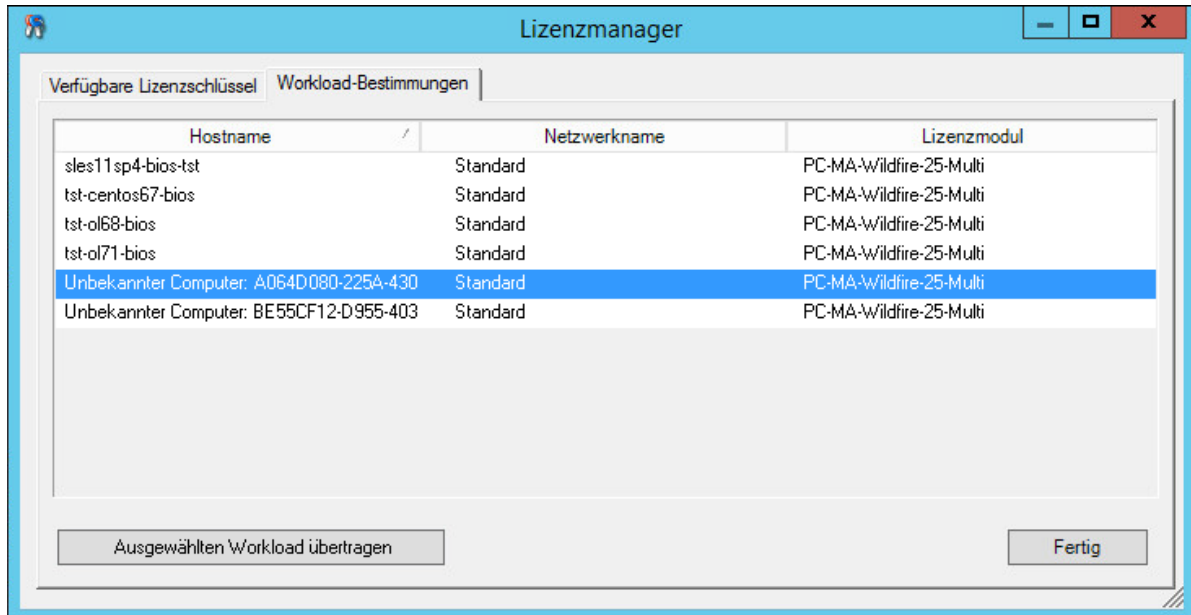 Lizenzmanager
Verfügbare Lizenzschlüssel Workload-Bestimmungen
Hostname Netzwerkname Lizenzmodul
sles11sp4-bios-tst Standard PC-MA-Wildfire-25-Multi
tst-centos67-bios Standard PC-MA-Wildfire-25-Multi
tst-ol68-bios Standard PC-MA-Wildfire-25-Multi
tst-ol71-bios Standard PC-MA-Wildfire-25-Multi
Unbekannter Computer: A064D080-225A-430 Standard PC-MA-Wildfire-25-Multi
Unbekannter Computer: BE55CF12-D955-403 Standard PC-MA-Wildfire-25-Multi
Ausgewählten Workload übertragen Fertig